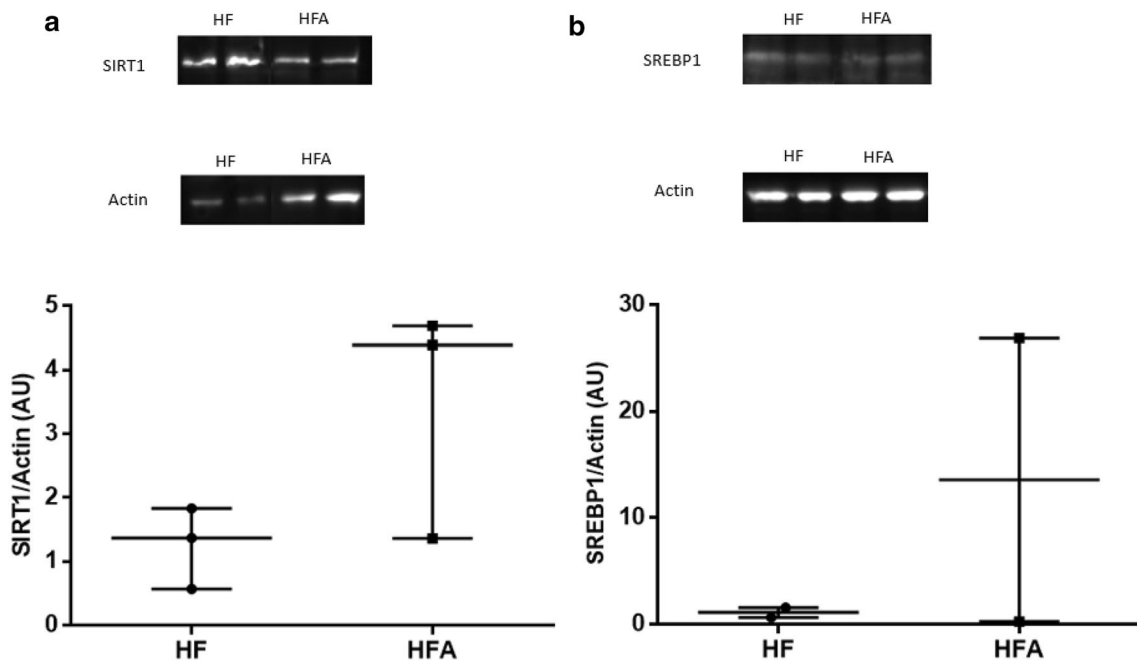 a
HF HFA
SIRT1
HF HFA
Actin
5
4
3
2
1
0
SIRT1/Actin (AU)
HF HFA
b
HF HFA
SREBP1
HF HFA
Actin
30
20
10
0
SREBP1/Actin (AU)
HF HFA